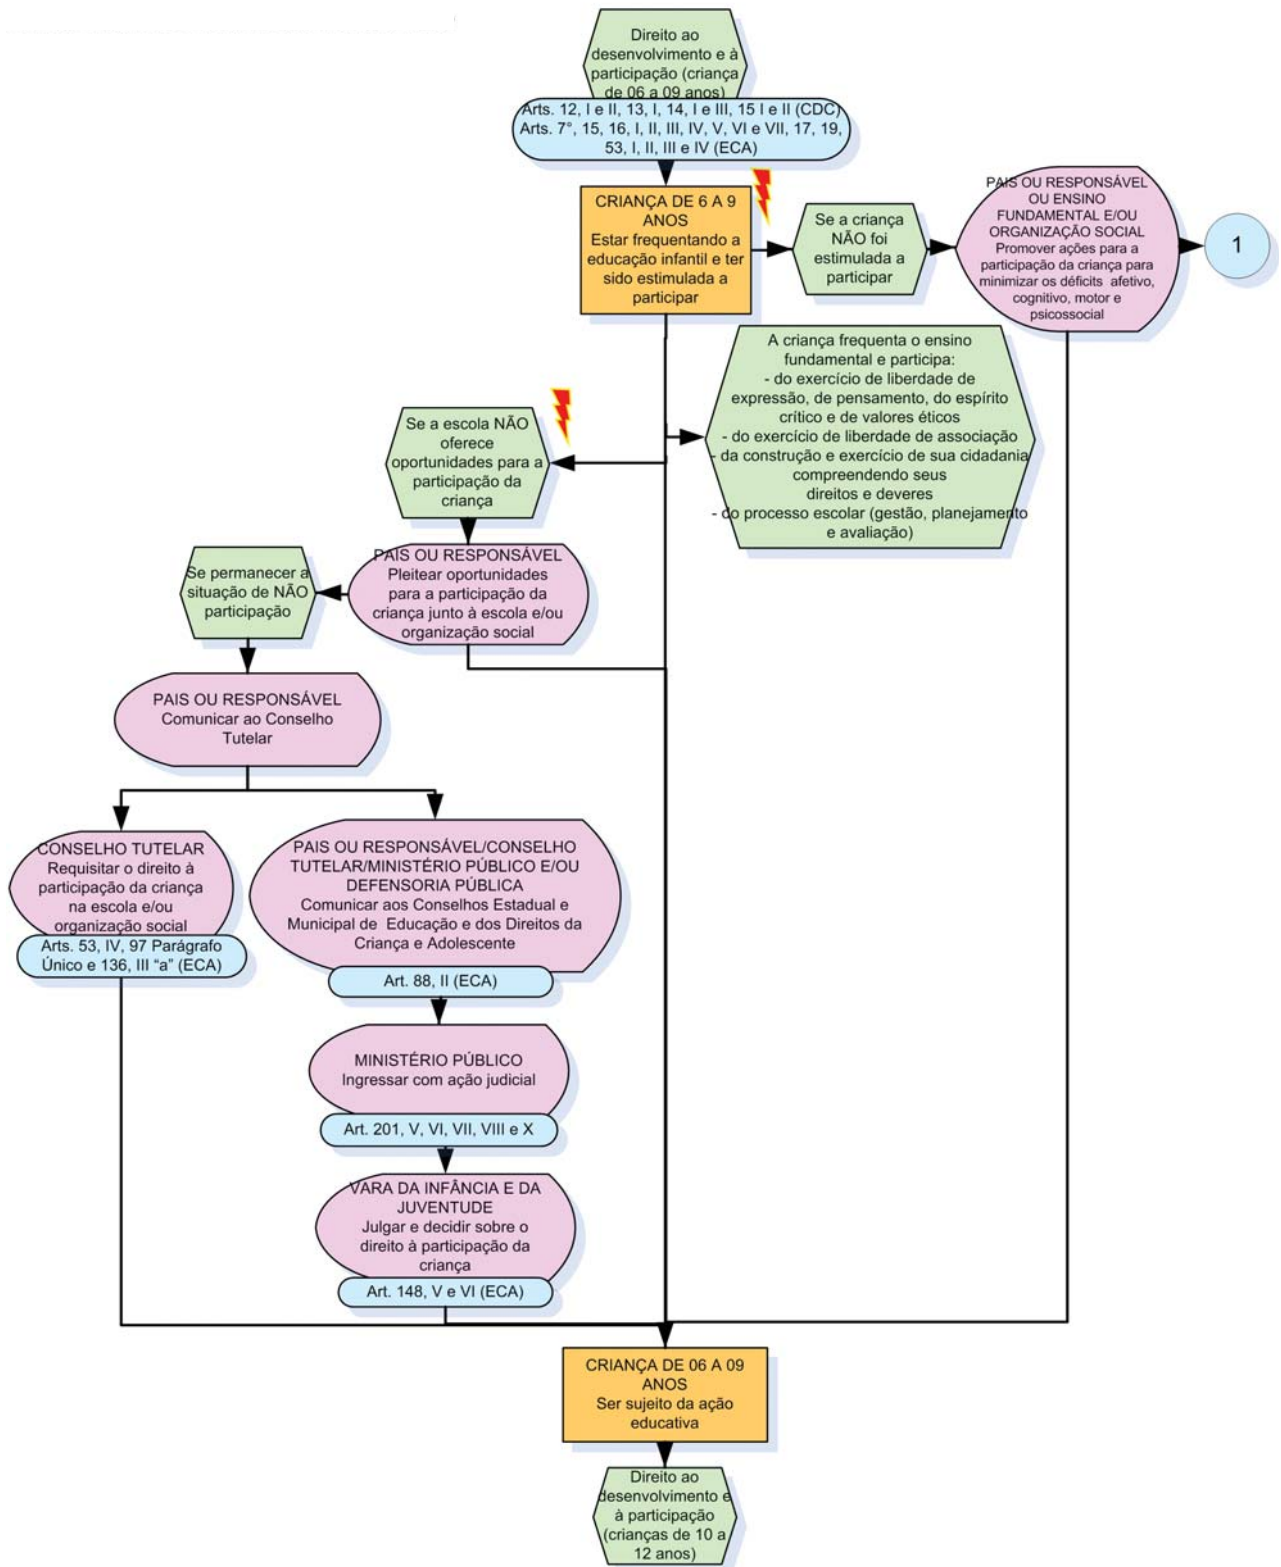 Direito ao
desenvolvimento e à
participação (criança
de 06 a 09 anos)
Arts. 12, I e II, 13, I, 14, I e III, 15 I e II (CDC)
Arts. 7°, 15, 16, I, II, III, IV, V, VI e VII, 17, 19,
53, I, II, III e IV (ECA)
CRIANÇA DE 6 A 9
ANOS
Estar frequentando a
educação infantil e ter
sido estimulada a
participar
Se a criança
NÃO foi
estimulada a
participar
PAIS OU RESPONSÁVEL
OU ENSINO
FUNDAMENTAL E/OU
ORGANIZAÇÃO SOCIAL
Promover ações para a
participação da criança para
minimizar os déficits afetivo,
cognitivo, motor e
psicossocial
1
A criança frequenta o ensino
fundamental e participa:
- do exercício de liberdade de
expressão, de pensamento, do espírito
crítico e de valores éticos
- do exercício de liberdade de associação
- da construção e exercício de sua cidadania
compreendendo seus
direitos e deveres
- do processo escolar (gestão, planejamento
e avaliação)
Se a escola NÃO
oferece
oportunidades para a
participação da
criança
PAIS OU RESPONSÁVEL
Pleitear oportunidades
para a participação da
criança junto à escola e/ou
organização social
Se permanecer a
situação de NÃO
participação
PAIS OU RESPONSÁVEL
Comunicar ao Conselho
Tutelar
CONSELHO TUTELAR
Requisitar o direito à
participação da criança
na escola e/ou
organização social
Arts. 53, IV, 97 Parágrafo
Único e 136, III “a” (ECA)
PAIS OU RESPONSÁVEL/CONSELHO
TUTELAR/MINISTÉRIO PÚBLICO E/OU
DEFENSORIA PÚBLICA
Comunicar aos Conselhos Estadual e
Municipal de Educação e dos Direitos da
Criança e Adolescente
Art. 88, II (ECA)
MINISTÉRIO PÚBLICO
Ingressar com ação judicial
Art. 201, V, VI, VII, VIII e X
VARA DA INFÂNCIA E DA
JUVENTUDE
Julgar e decidir sobre o
direito à participação da
criança
Art. 148, V e VI (ECA)
CRIANÇA DE 06 A 09
ANOS
Ser sujeito da ação
educativa
Direito ao
desenvolvimento e
à participação
(crianças de 10 a
12 anos)